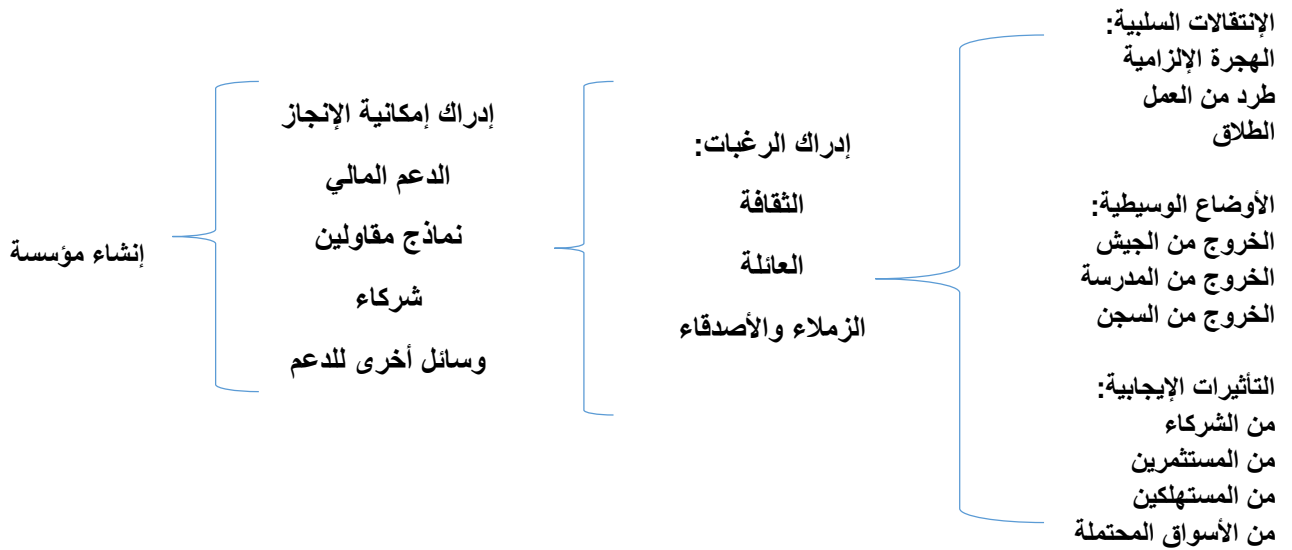 الإنتقالات السلبية:
الهجرة الإلزامية
طرد من العمل
الطلاق
الأوضاع الوسيطية:
الخروج من الجيش
الخروج من المدرسة
الخروج من السجن
التأثيرات الإيجابية:
من الشركاء
من المستثمرين
من المستهلكين
من الأسواق المحتملة
إدراك الرغبات:
الثقافة
العائلة
الزملاء والأصدقاء
إدراك إمكانية الإنجاز
الدعم المالي
نماذج مقاولين
شركاء
وسائل أخرى للدعم
إنشاء مؤسسة